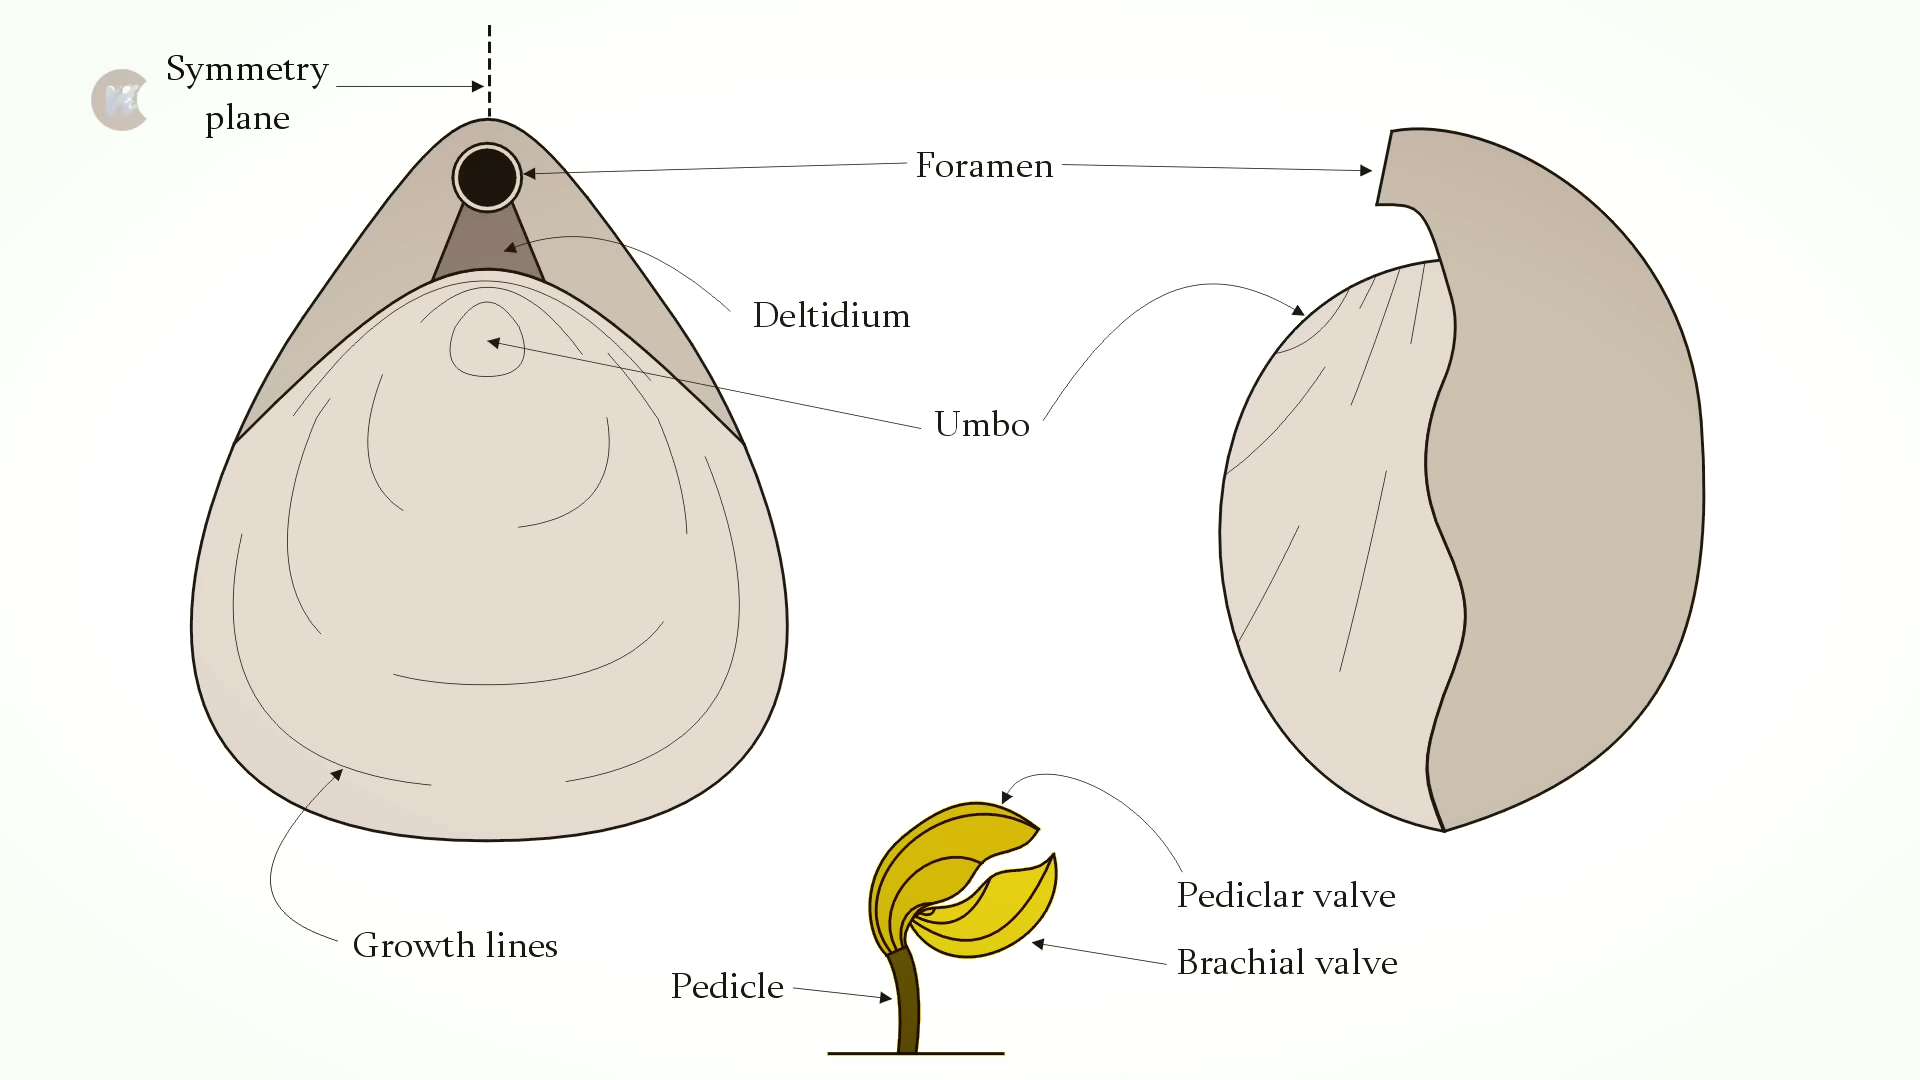 Symmetry
plane
Foramen
Deltidium
Umbo
Growth lines
Pediclar valve
Brachial valve
Pedicle